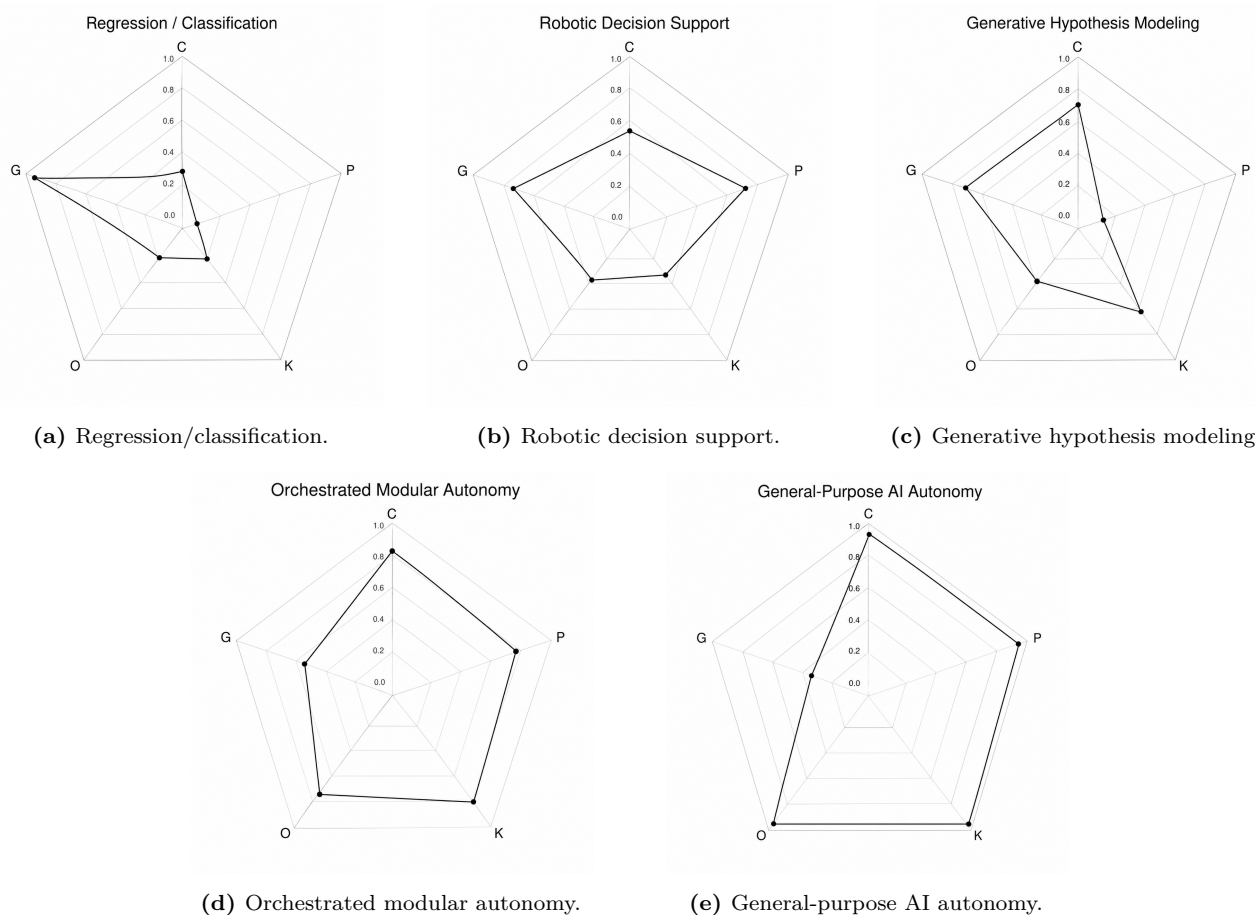 Regression / Classification
C
1.0
0.8
0.6
0.4
0.2
0.0
G
P
O
K
(a) Regression/classification.
Robotic Decision Support
C
1.0
0.8
0.6
0.4
0.2
0.0
G
P
O
K
(b) Robotic decision support.
Generative Hypothesis Modeling
C
1.0
0.8
0.6
0.4
0.2
0.0
G
P
O
K
(c) Generative hypothesis modeling
Orchestrated Modular Autonomy
C
1.0
0.8
0.6
0.4
0.2
0.0
G
P
O
K
(d) Orchestrated modular autonomy.
General-Purpose AI Autonomy
C
1.0
0.8
0.6
0.4
0.2
0.0
G
P
O
K
(e) General-purpose AI autonomy.